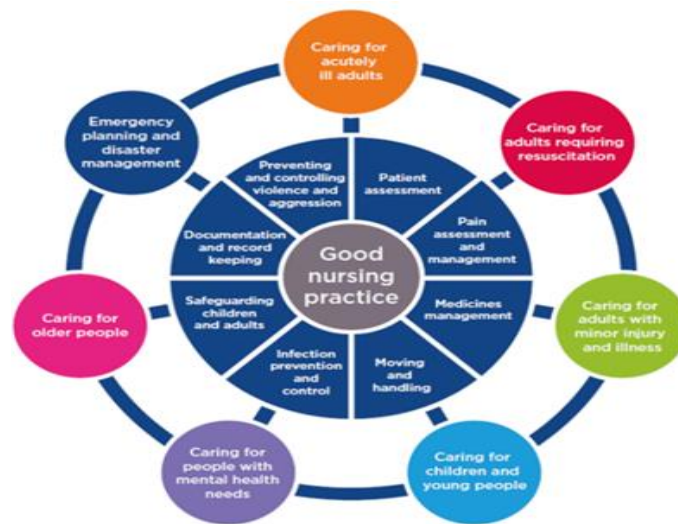 Caring for
acutely
ill adults
Emergency
planning and
disaster
management
Caring for
adults requiring
resuscitation
Preventing
and controlling
violence and
aggression
Patient
assessment
Documentation
and record
keeping
Pain
assessment
and
management
Good
nursing
practice
Safeguarding
children
and adults
Medicines
management
Infection
prevention
and
control
Moving
and
handling
Caring for
older people
Caring for
adults with
minor injury
and illness
Caring for
people with
mental health
needs
Caring for
children and
young people